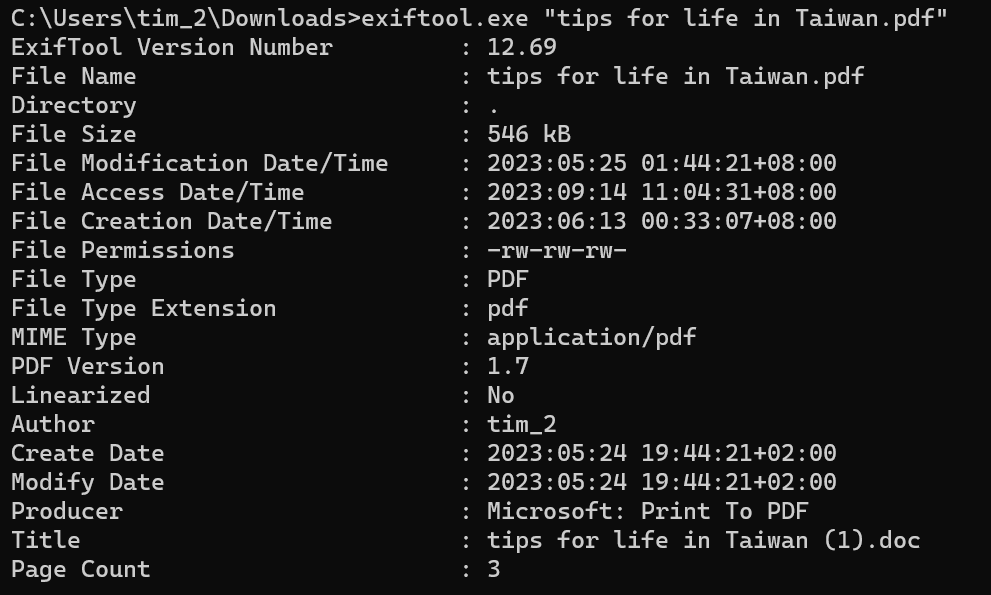 C:\Users\tim_2\Downloads>exiftool.exe "tips for life in Taiwan.pdf"
ExifTool Version Number         : 12.69
File Name                       : tips for life in Taiwan.pdf
Directory                       : .
File Size                       : 546 kB
File Modification Date/Time     : 2023:05:25 01:44:21+08:00
File Access Date/Time           : 2023:09:14 11:04:31+08:00
File Creation Date/Time         : 2023:06:13 00:33:07+08:00
File Permissions                : -rw-rw-rw-
File Type                       : PDF
File Type Extension             : pdf
MIME Type                       : application/pdf
PDF Version                     : 1.7
Linearized                      : No
Author                          : tim_2
Create Date                     : 2023:05:24 19:44:21+02:00
Modify Date                     : 2023:05:24 19:44:21+02:00
Producer                        : Microsoft: Print To PDF
Title                           : tips for life in Taiwan (1).doc
Page Count                      : 3